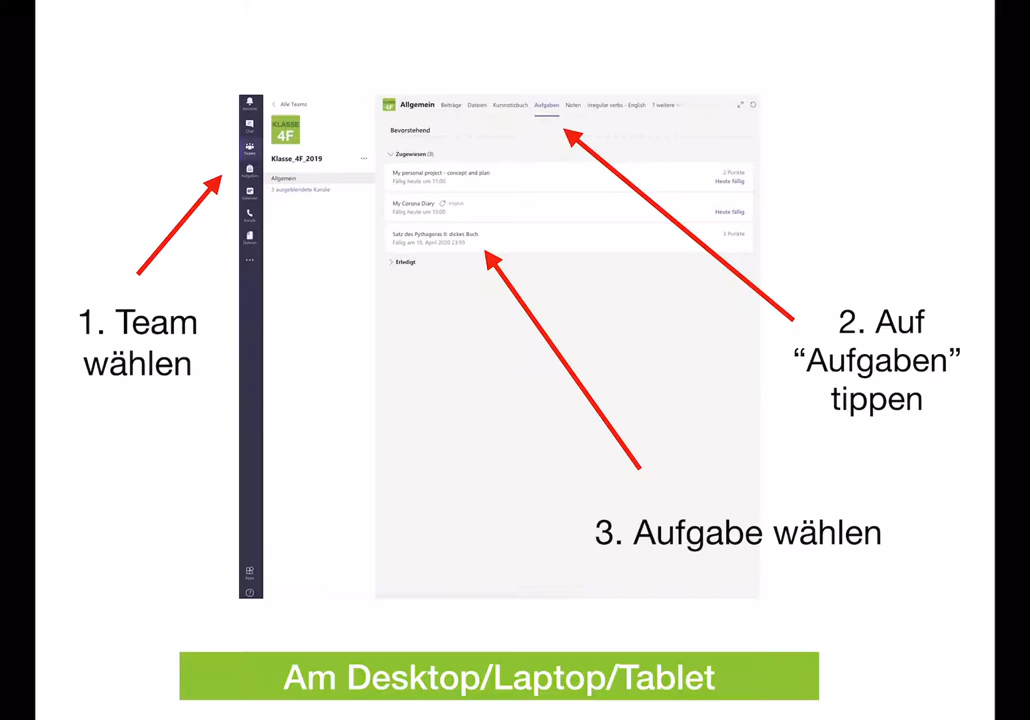 Alle Teams
KLASSE
4F
Klasse_4F_2019
Allgemein
3 ausgeblendete Kanäle
Chat
Teams
Aufgaben
Kalender
Anrufe
Dateien
Apps
4F Allgemein Beiträge Dateien Kursnotizbuch Aufgaben Noten Irregular verbs - English 1 weitere
Bevorstehend
Zugewiesen (3)
My personal project - concept and plan 2 Punkte
Fällig heute um 11:00 Heute fällig
My Corona Diary English
Fällig heute um 15:00 Heute fällig
Satz des Pythagoras II: dickes Buch 3 Punkte
Fällig am 15. April 2020 23:59
Erledigt
1. Team
wählen
2. Auf
“Aufgaben”
tippen
3. Aufgabe wählen
Am Desktop/Laptop/Tablet